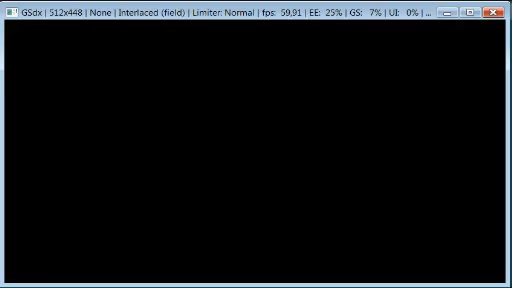 GSdx | 512x448 | None | Interlaced (field) | Limiter: Normal | fps: 59,91 | EE: 25% | GS: 7% | UI: 0% | ...